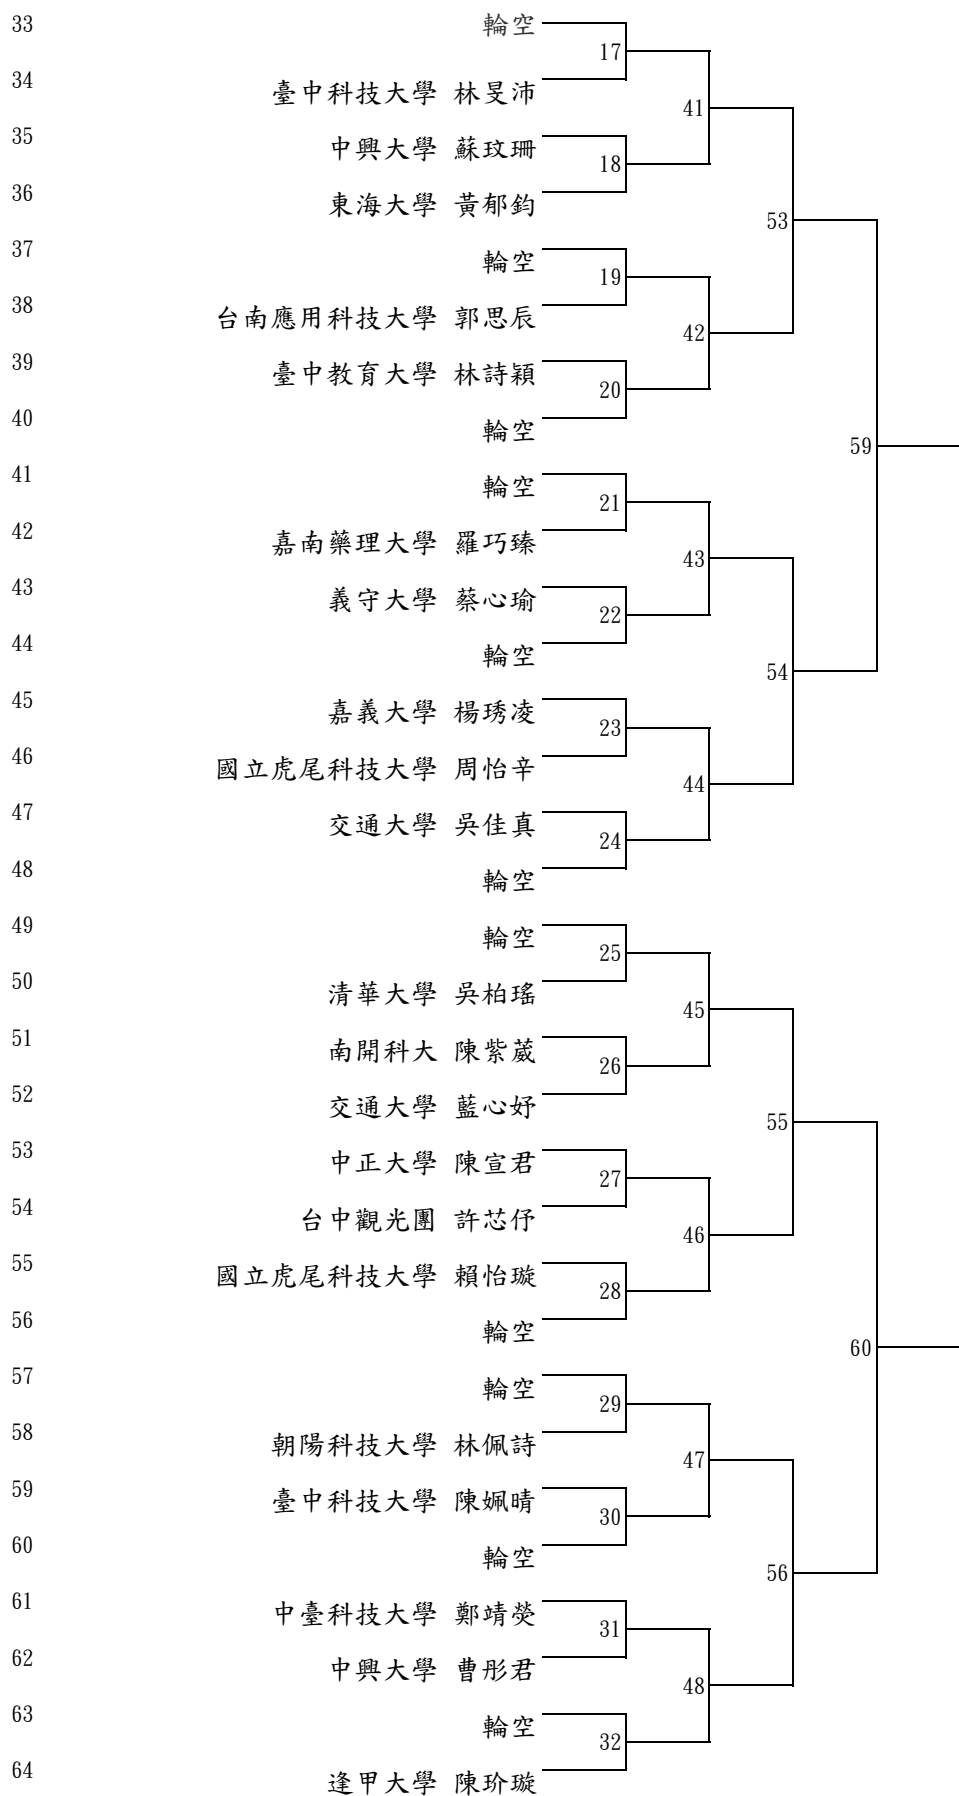 33 輪空
17
34 臺中科技大學 林旻沛
41
35 中興大學 蘇玟珊
18
36 東海大學 黃郁鈞
53
37 輪空
19
38 台南應用科技大學 郭思辰
42
39 臺中教育大學 林詩穎
20
40 輪空
59
41 輪空
21
42 嘉南藥理大學 羅巧臻
43
43 義守大學 蔡心瑜
22
44 輪空
54
45 嘉義大學 楊琇凌
23
46 國立虎尾科技大學 周怡辛
44
47 交通大學 吳佳真
24
48 輪空
49 輪空
25
50 清華大學 吳柏瑤
45
51 南開科大 陳紫葳
26
52 交通大學 藍心妤
55
53 中正大學 陳宣君
27
54 台中觀光團 許芯伃
46
55 國立虎尾科技大學 賴怡璇
28
56 輪空
60
57 輪空
29
58 朝陽科技大學 林佩詩
47
59 臺中科技大學 陳姵晴
30
60 輪空
56
61 中臺科技大學 鄭靖熒
31
62 中興大學 曹彤君
48
63 輪空
32
64 逢甲大學 陳玠璇